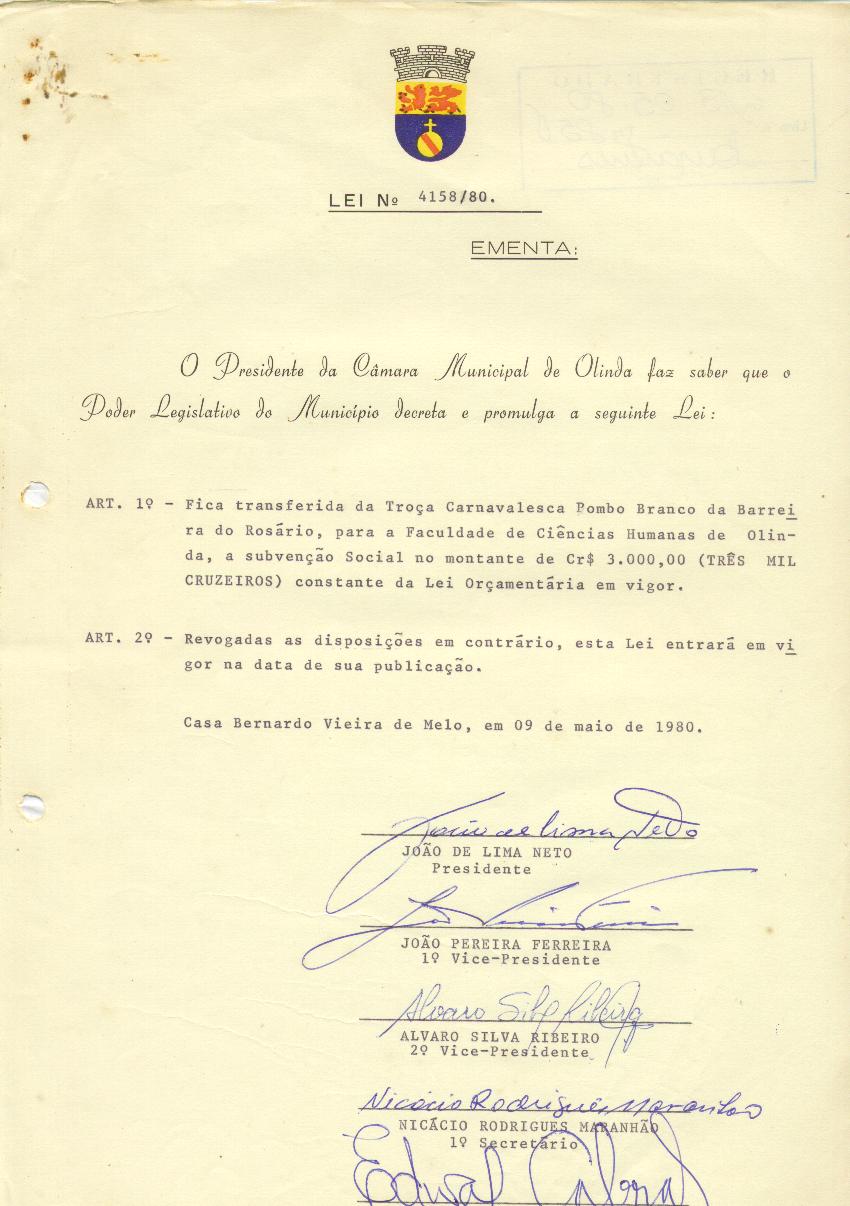 LEI Nº 4158/80.
EMENTA:
O Presidente da Câmara Municipal de Olinda faz saber que o
Poder Legislativo do Município decreta e promulga a seguinte Lei:
ART. 1º - Fica transferida da Troça Carnavalesca Pombo Branco da Barrei
ra do Rosário, para a Faculdade de Ciências Humanas de Olin-
da, a subvenção Social no montante de Cr$ 3.000,00 (TRÊS MIL
CRUZEIROS) constante da Lei Orçamentária em vigor.
ART. 2º - Revogadas as disposições em contrário, esta Lei entrará em vi
gor na data de sua publicação.
Casa Bernardo Vieira de Melo, em 09 de maio de 1980.
João de Lima Neto
JOÃO DE LIMA NETO
Presidente
JOÃO PEREIRA FERREIRA
1º Vice-Presidente
Alvaro Silva Ribeiro
ALVARO SILVA RIBEIRO
2º Vice-Presidente
Nicácio Rodrigues Maranhão
NICÁCIO RODRIGUES MARANHÃO
1º Secretário
Edval Cabral